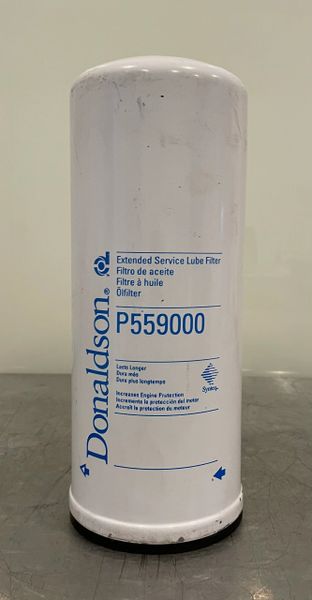 Donaldson®
Extended Service Lube Filter
Filtro de aceite
Filtre à huile
Ölfilter
P559000
Lasts Longer
Dura más
Dure plus longtemps
Increases Engine Protection
Incrementa la protección del motor
Accroît la protection du moteur
Synteq